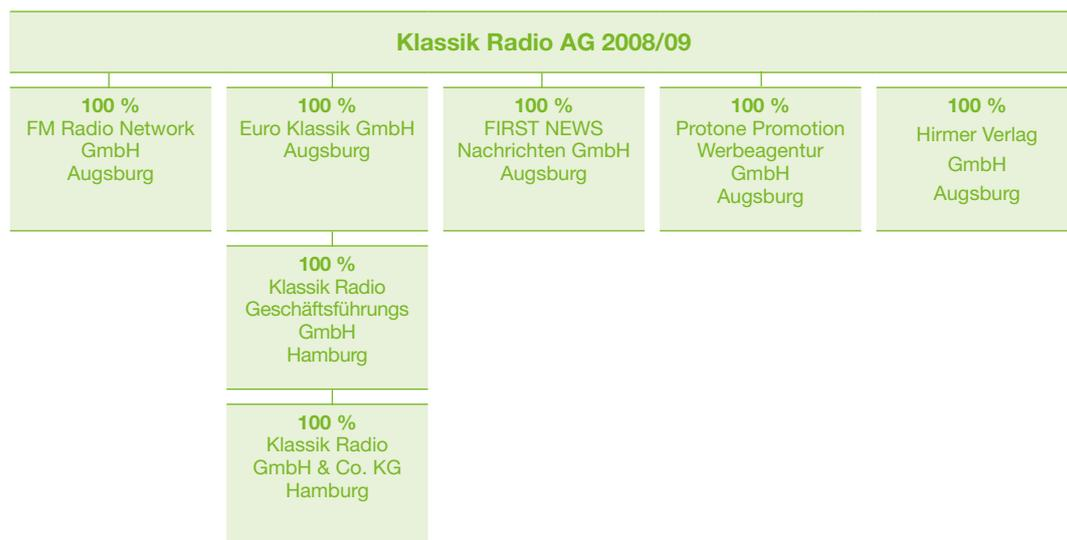 Klassik Radio AG 2008/09
100 %
FM Radio Network
GmbH
Augsburg
100 %
Euro Klassik GmbH
Augsburg
100 %
FIRST NEWS
Nachrichten GmbH
Augsburg
100 %
Protone Promotion
Werbeagentur
GmbH
Augsburg
100 %
Hirmer Verlag
GmbH
Augsburg
100 %
Klassik Radio
Geschäftsführungs
GmbH
Hamburg
100 %
Klassik Radio
GmbH & Co. KG
Hamburg